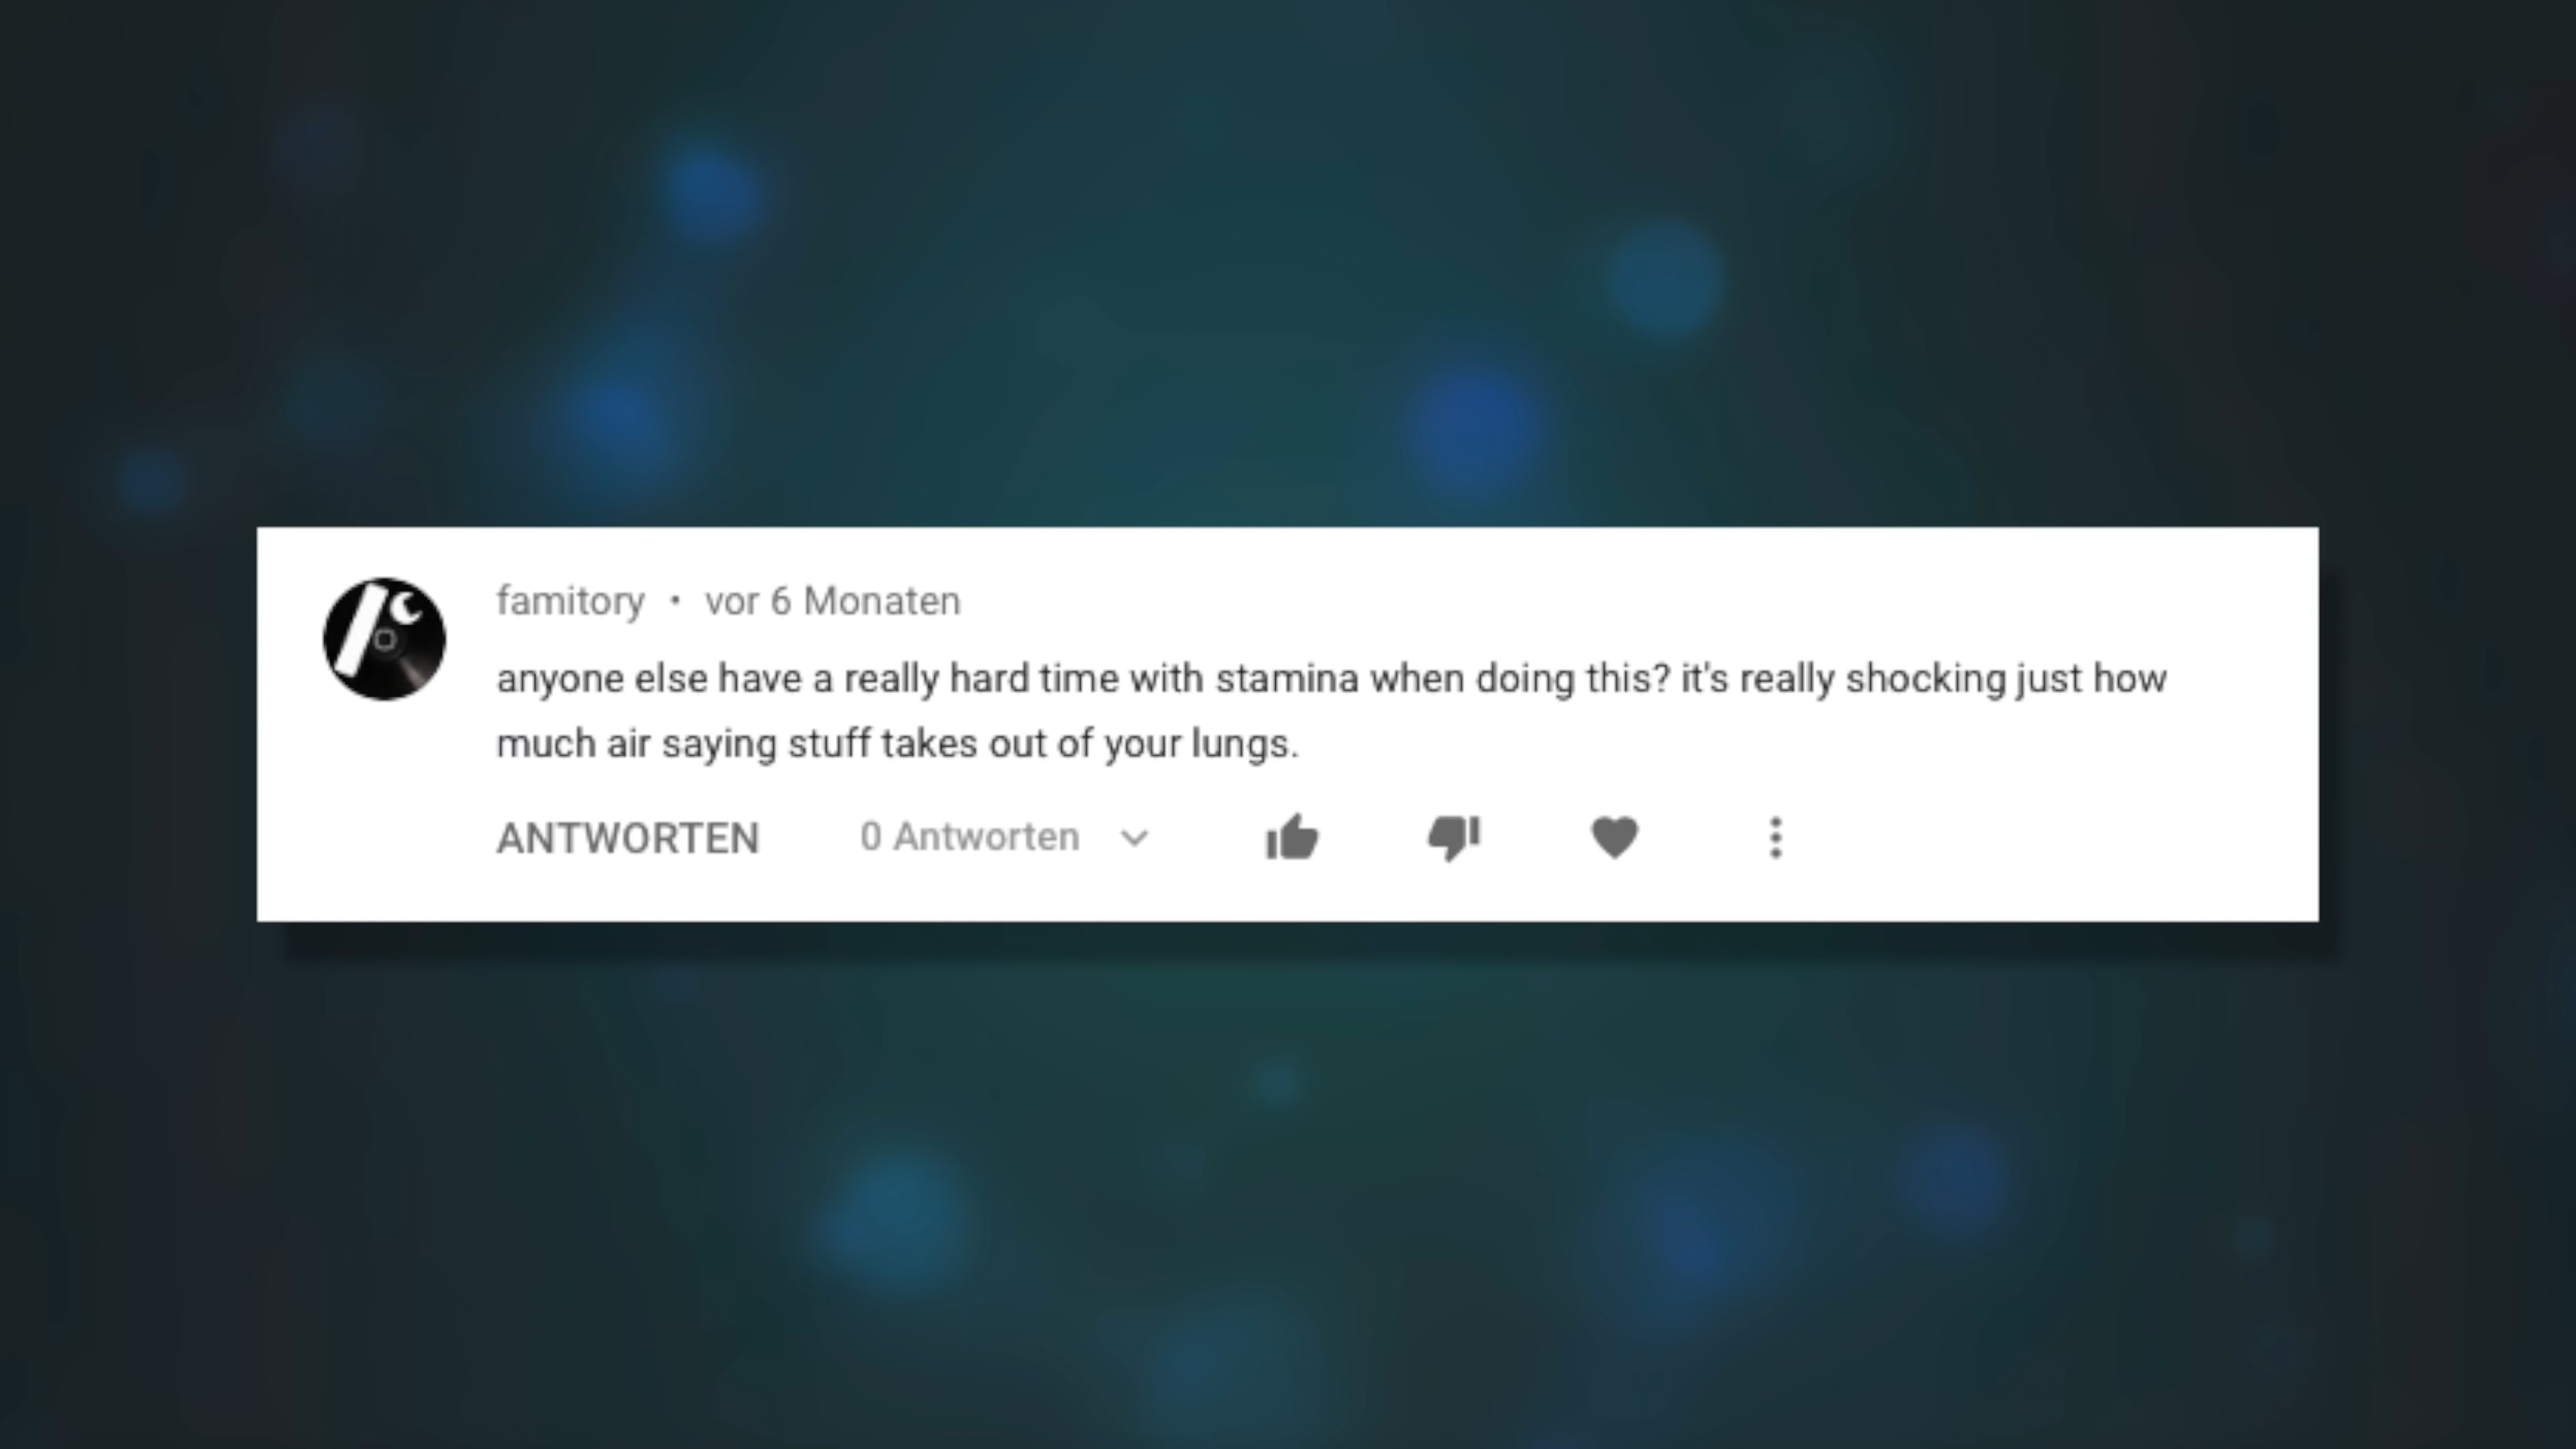 famitory • vor 6 Monaten
anyone else have a really hard time with stamina when doing this? it's really shocking just how
much air saying stuff takes out of your lungs.
ANTWORTEN 0 Antworten